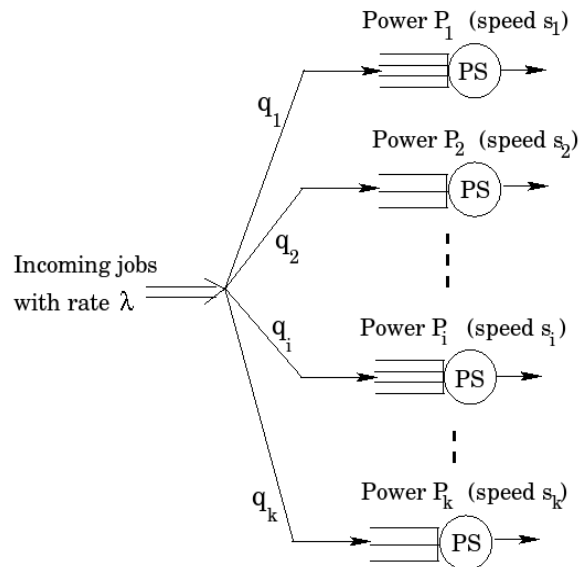 Power P₁ (speed s₁)
PS
q₁
Power P₂ (speed s₂)
PS
q₂
Incoming jobs
with rate λ
Power Pᵢ (speed sᵢ)
PS
qᵢ
Power Pₖ (speed sₖ)
PS
qₖ